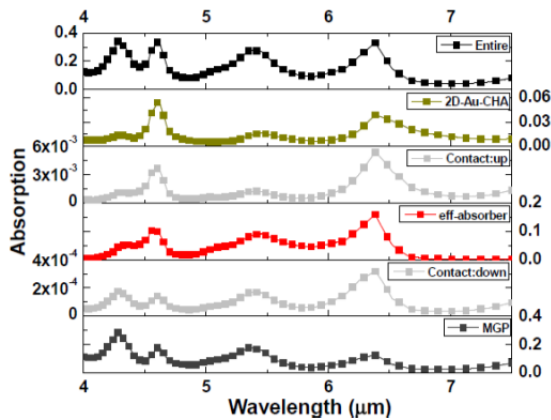 4 5 6 7
0.4
0.2
0.0
Entire
2D-Au-CHA
0.06
0.03
0.00
6x10⁻³
3x10⁻³
0
Contact:up
eff-absorber
0.2
0.1
0.0
4x10⁻⁴
2x10⁻⁴
0
Contact:down
MGP
0.4
0.2
0.0
4 5 6 7
Absorption
Wavelength (μm)